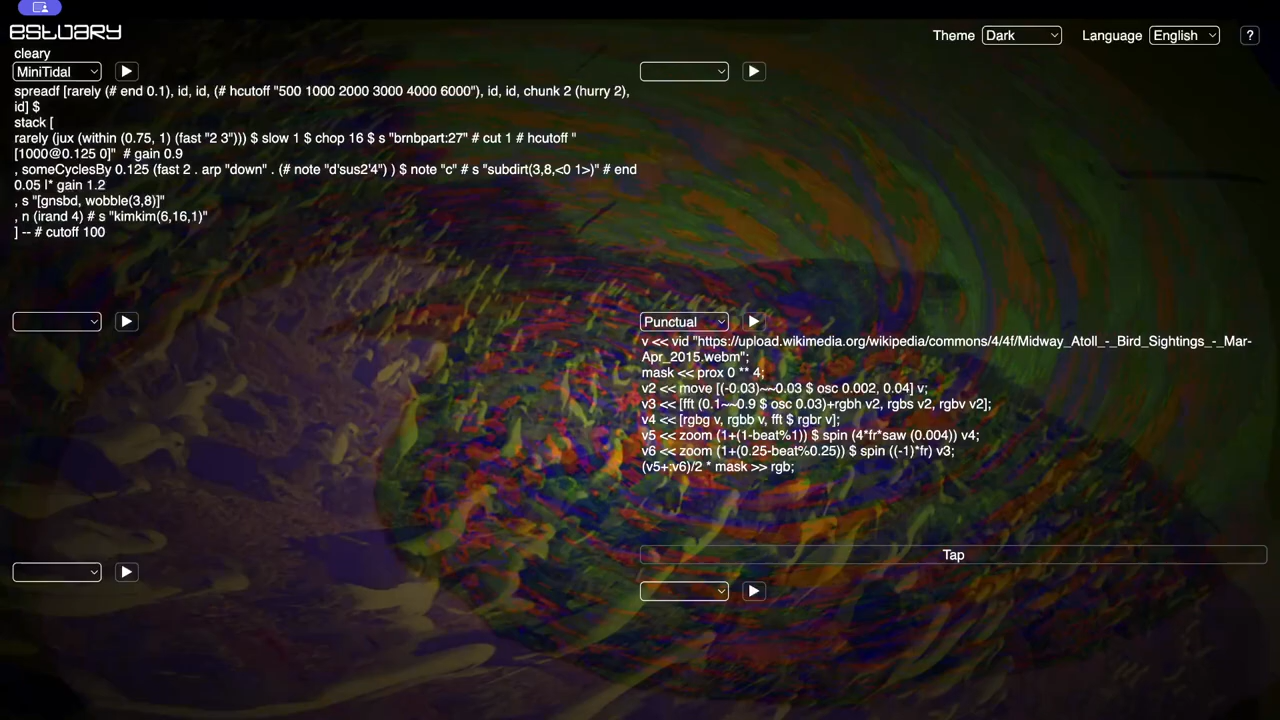 estuary
Theme Dark Language English ?
cleary
MiniTidal
spreadf [rarely (# end 0.1), id, id, (# hcutoff "500 1000 2000 3000 4000 6000"), id, id, chunk 2 (hurry 2),
id] $
stack [
rarely (jux (within (0.75, 1) (fast "2 3"))) $ slow 1 $ chop 16 $ s "brnbpart:27" # cut 1 # hcutoff "
[1000@0.125 0]"  # gain 0.9
, someCyclesBy 0.125 (fast 2 . arp "down" . (# note "d'sus2'4") ) $ note "c" # s "subdirt(3,8,<0 1>)" # end
0.05 |* gain 1.2
, s "[gnsbd, wobble(3,8)]"
, n (irand 4) # s "kimkim(6,16,1)"
] -- # cutoff 100
Punctual
v << vid "https://upload.wikimedia.org/wikipedia/commons/4/4f/Midway_Atoll_-_Bird_Sightings_-_Mar-
Apr_2015.webm";
mask << prox 0 ** 4;
v2 << move [(-0.03)~~0.03 $ osc 0.002, 0.04] v;
v3 << [fft (0.1~~0.9 $ osc 0.03)+rgbh v2, rgbs v2, rgbv v2];
v4 << [rgbg v, rgbb v, fft $ rgbr v];
v5 << zoom (1+(1-beat%1)) $ spin (4*fr*saw (0.004)) v4;
v6 << zoom (1+(0.25-beat%0.25)) $ spin ((-1)*fr) v3;
(v5+:v6)/2 * mask >> rgb;
Tap